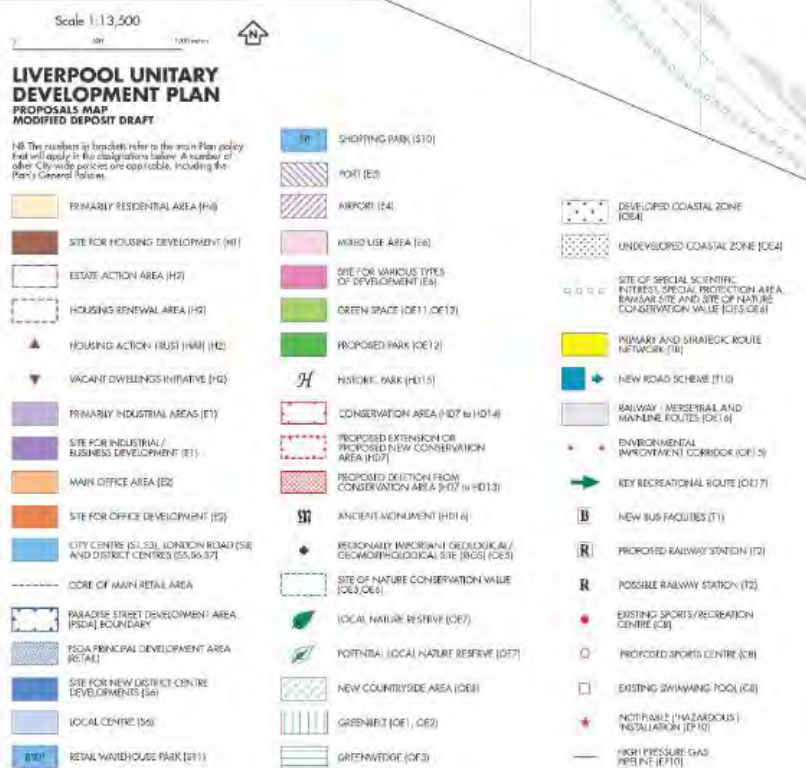 Scale 1:13,500
N
LIVERPOOL UNITARY
DEVELOPMENT PLAN
PROPOSALS MAP
MODIFIED DEPOSIT DRAFT
NB The numbers in brackets refer to the main Plan policy
that will apply in the designations below. A number of
other City-wide policies are applicable, including the
Plan's General Policies.
PRIMARILY RESIDENTIAL AREA (H4)
SITE FOR HOUSING DEVELOPMENT (H1)
ESTATE ACTION AREA (H2)
HOUSING RENEWAL AREA (H2)
HOUSING ACTION TRUST (HAT) (H2)
VACANT DWELLINGS INITIATIVE (H2)
PRIMARILY INDUSTRIAL AREAS (E1)
SITE FOR INDUSTRIAL/
BUSINESS DEVELOPMENT (E1)
MAIN OFFICE AREA (E2)
SITE FOR OFFICE DEVELOPMENT (E2)
CITY CENTRE (S1,S3), LONDON ROAD (S4)
AND DISTRICT CENTRES (S5,S6,S7)
CORE OF MAIN RETAIL AREA
PARADISE STREET DEVELOPMENT AREA
(PSDA) BOUNDARY
PSDA PRINCIPAL DEVELOPMENT AREA
(RETAIL)
SITE FOR NEW DISTRICT CENTRE
DEVELOPMENTS (S6)
LOCAL CENTRE (S6)
RETAIL WAREHOUSE PARK (S11)
SP
SHOPPING PARK (S10)
PORT (E5)
AIRPORT (E4)
MIXED USE AREA (E6)
SITE FOR VARIOUS TYPES
OF DEVELOPMENT (E6)
GREEN SPACE (OE11,OE12)
PROPOSED PARK (OE12)
H HISTORIC PARK (HD15)
CONSERVATION AREA (HD7 to HD14)
PROPOSED EXTENSION OR
PROPOSED NEW CONSERVATION
AREA (HD7)
PROPOSED DELETION FROM
CONSERVATION AREA (HD7 to HD13)
M ANCIENT MONUMENT (HD16)
REGIONALLY IMPORTANT GEOLOGICAL/
GEOMORPHOLOGICAL SITE (RIGS) (OE5)
SITE OF NATURE CONSERVATION VALUE
(OE5,OE6)
LOCAL NATURE RESERVE (OE7)
POTENTIAL LOCAL NATURE RESERVE (OE7)
NEW COUNTRYSIDE AREA (OE8)
GREENBELT (OE1, OE2)
GREENWEDGE (OE3)
DEVELOPED COASTAL ZONE
(OE4)
UNDEVELOPED COASTAL ZONE (OE4)
SITE OF SPECIAL SCIENTIFIC
INTEREST, SPECIAL PROTECTION AREA,
RAMSAR SITE AND SITE OF NATURE
CONSERVATION VALUE (OE5,OE6)
PRIMARY AND STRATEGIC ROUTE
NETWORK (T8)
NEW ROAD SCHEME (T10)
RAILWAY - MERSEYRAIL AND
MAINLINE ROUTES (OE16)
ENVIRONMENTAL
IMPROVEMENT CORRIDOR (OE15)
KEY RECREATIONAL ROUTE (OE17)
B NEW BUS FACILITIES (T1)
R PROPOSED RAILWAY STATION (T2)
R POSSIBLE RAILWAY STATION (T2)
EXISTING SPORTS/RECREATION
CENTRE (C8)
PROPOSED SPORTS CENTRE (C8)
EXISTING SWIMMING POOL (C8)
NOTIFIABLE ('HAZARDOUS')
INSTALLATION (EP10)
HIGH PRESSURE GAS
PIPELINE (EP10)